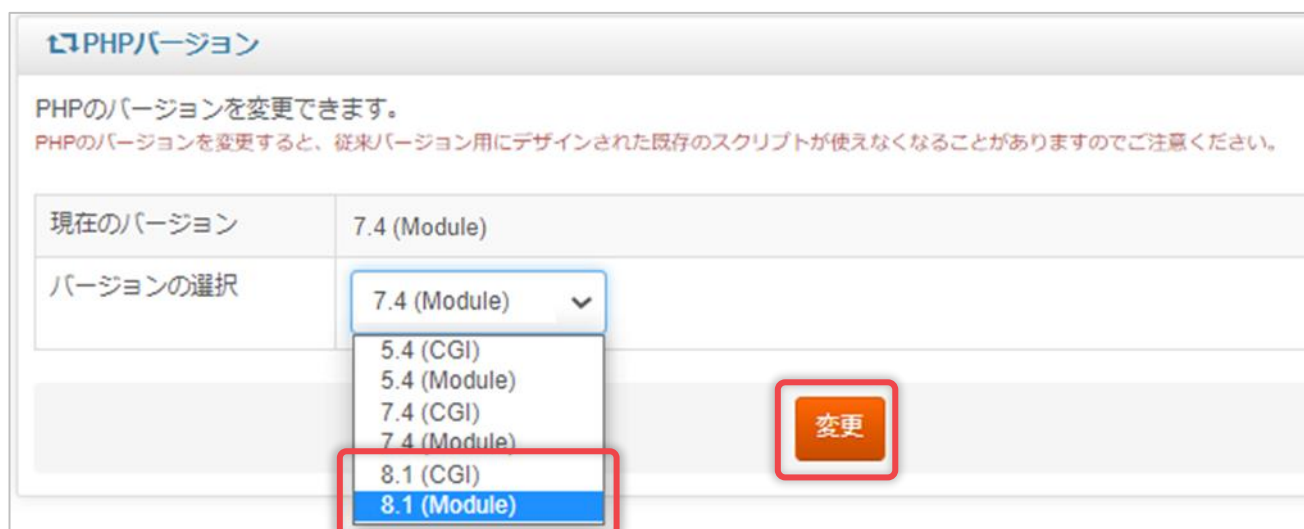 PHPバージョン
PHPのバージョンを変更できます。
PHPのバージョンを変更すると、従来バージョン用にデザインされた既存のスクリプトが使えなくなることがありますのでご注意ください。
現在のバージョン 7.4 (Module)
バージョンの選択 7.4 (Module)
5.4 (CGI)
5.4 (Module)
7.4 (CGI)
7.4 (Module)
変更
8.1 (CGI)
8.1 (Module)